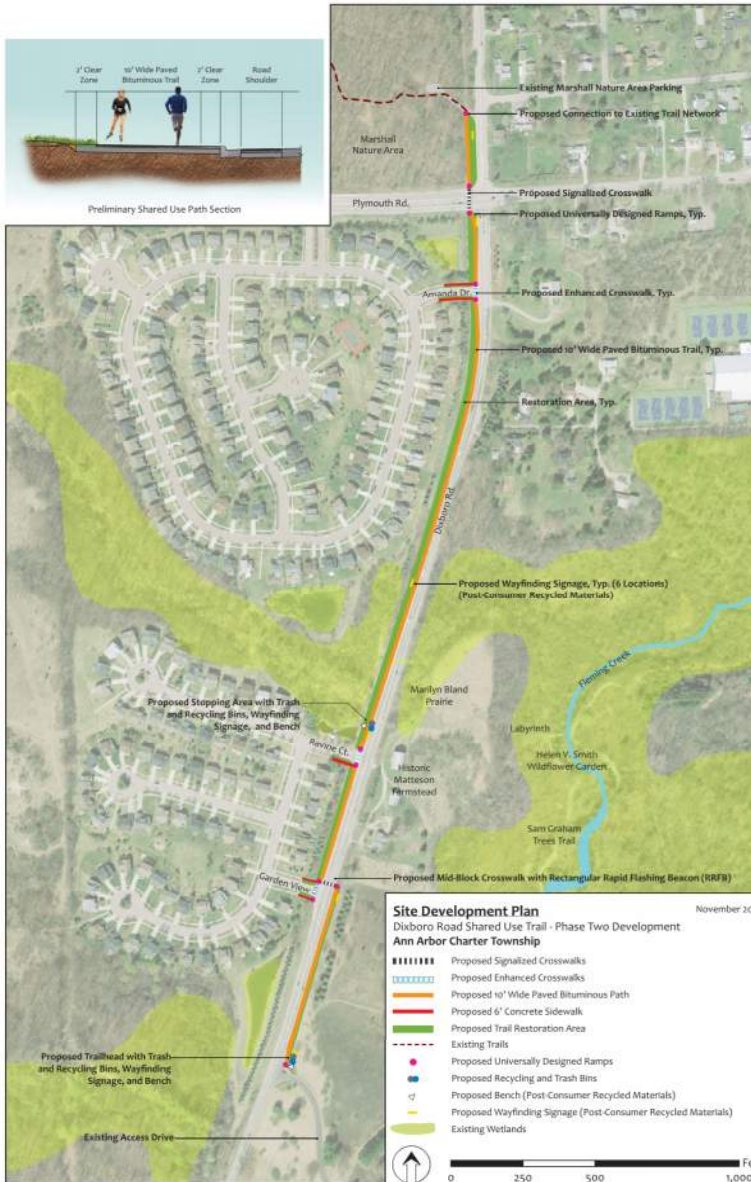 2' Clear Zone
10' Wide Paved Bituminous Trail
2' Clear Zone
Road Shoulder
Preliminary Shared Use Path Section
Existing Marshall Nature Area Parking
Proposed Connection to Existing Trail Network
Marshall
Nature Area
Proposed Signalized Crosswalk
Plymouth Rd.
Proposed Universally Designed Ramps, Typ.
Amanda Dr.
Proposed Enhanced Crosswalk, Typ.
Proposed 10' Wide Paved Bituminous Trail, Typ.
Restoration Area, Typ.
Dixboro Rd.
Proposed Wayfinding Signage, Typ. (6 Locations)
(Post-Consumer Recycled Materials)
Fleming Creek
Marilyn Bland
Prairie
Proposed Stopping Area with Trash
and Recycling Bins, Wayfinding
Signage, and Bench
Labyrinth
Ravine Ct.
Helen V. Smith
Wildflower Garden
Historic
Matteson
Farmstead
Sam Graham
Trees Trail
Proposed Mid-Block Crosswalk with Rectangular Rapid Flashing Beacon (RRFB)
Garden View
Site Development Plan
November 20
Dixboro Road Shared Use Trail - Phase Two Development
Ann Arbor Charter Township
Proposed Signalized Crosswalks
Proposed Enhanced Crosswalks
Proposed 10' Wide Paved Bituminous Path
Proposed 6' Concrete Sidewalk
Proposed Trail Restoration Area
Existing Trails
Proposed Universally Designed Ramps
Proposed Recycling and Trash Bins
Proposed Bench (Post-Consumer Recycled Materials)
Proposed Wayfinding Signage (Post-Consumer Recycled Materials)
Existing Wetlands
Proposed Trailhead with Trash
and Recycling Bins, Wayfinding
Signage, and Bench
Existing Access Drive
Fe
0 250 500 1,000